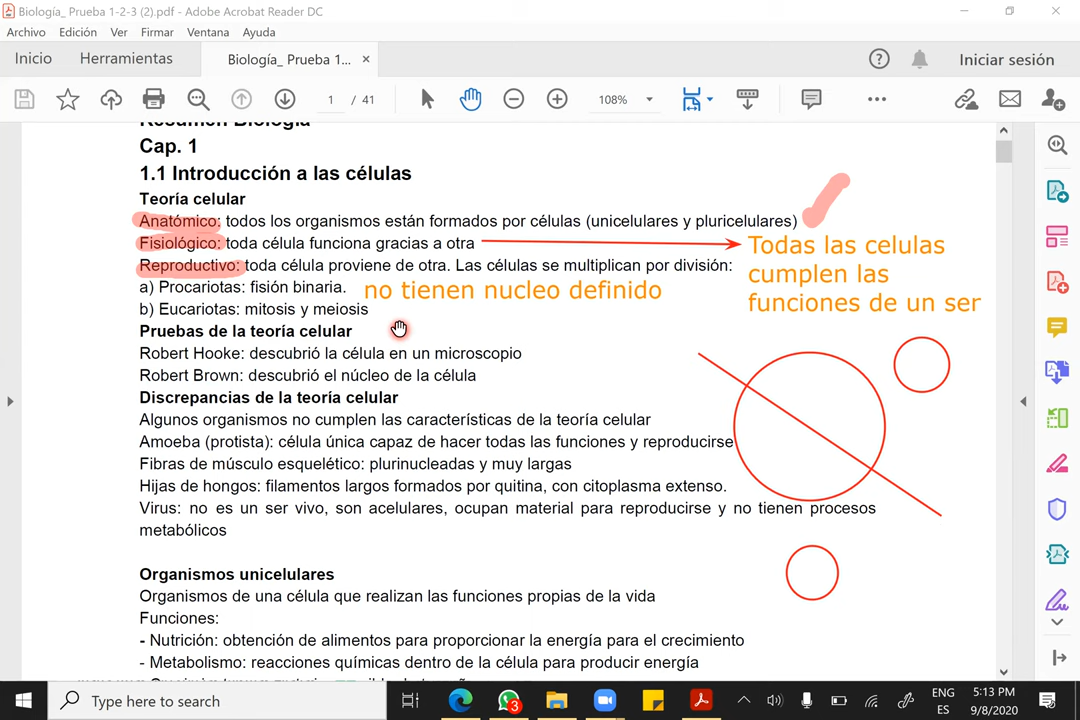 Biología_ Prueba 1-2-3 (2).pdf - Adobe Acrobat Reader DC
Archivo Edición Ver Firmar Ventana Ayuda
Inicio Herramientas Biología_ Prueba 1... × Iniciar sesión
1 / 41 108%
Resumen Biología
Cap. 1
1.1 Introducción a las células
Teoría celular
Anatómico: todos los organismos están formados por células (unicelulares y pluricelulares)
Fisiológico: toda célula funciona gracias a otra
Todas las celulas
cumplen las
funciones de un ser
Reproductivo: toda célula proviene de otra. Las células se multiplican por división:
a) Procariotas: fisión binaria.
no tienen nucleo definido
b) Eucariotas: mitosis y meiosis
Pruebas de la teoría celular
Robert Hooke: descubrió la célula en un microscopio
Robert Brown: descubrió el núcleo de la célula
Discrepancias de la teoría celular
Algunos organismos no cumplen las características de la teoría celular
Amoeba (protista): célula única capaz de hacer todas las funciones y reproducirse
Fibras de músculo esquelético: plurinucleadas y muy largas
Hijas de hongos: filamentos largos formados por quitina, con citoplasma extenso.
Virus: no es un ser vivo, son acelulares, ocupan material para reproducirse y no tienen procesos
metabólicos
Organismos unicelulares
Organismos de una célula que realizan las funciones propias de la vida
Funciones:
- Nutrición: obtención de alimentos para proporcionar la energía para el crecimiento
- Metabolismo: reacciones químicas dentro de la célula para producir energía
Type here to search
3
ENG
ES
5:13 PM
9/8/2020